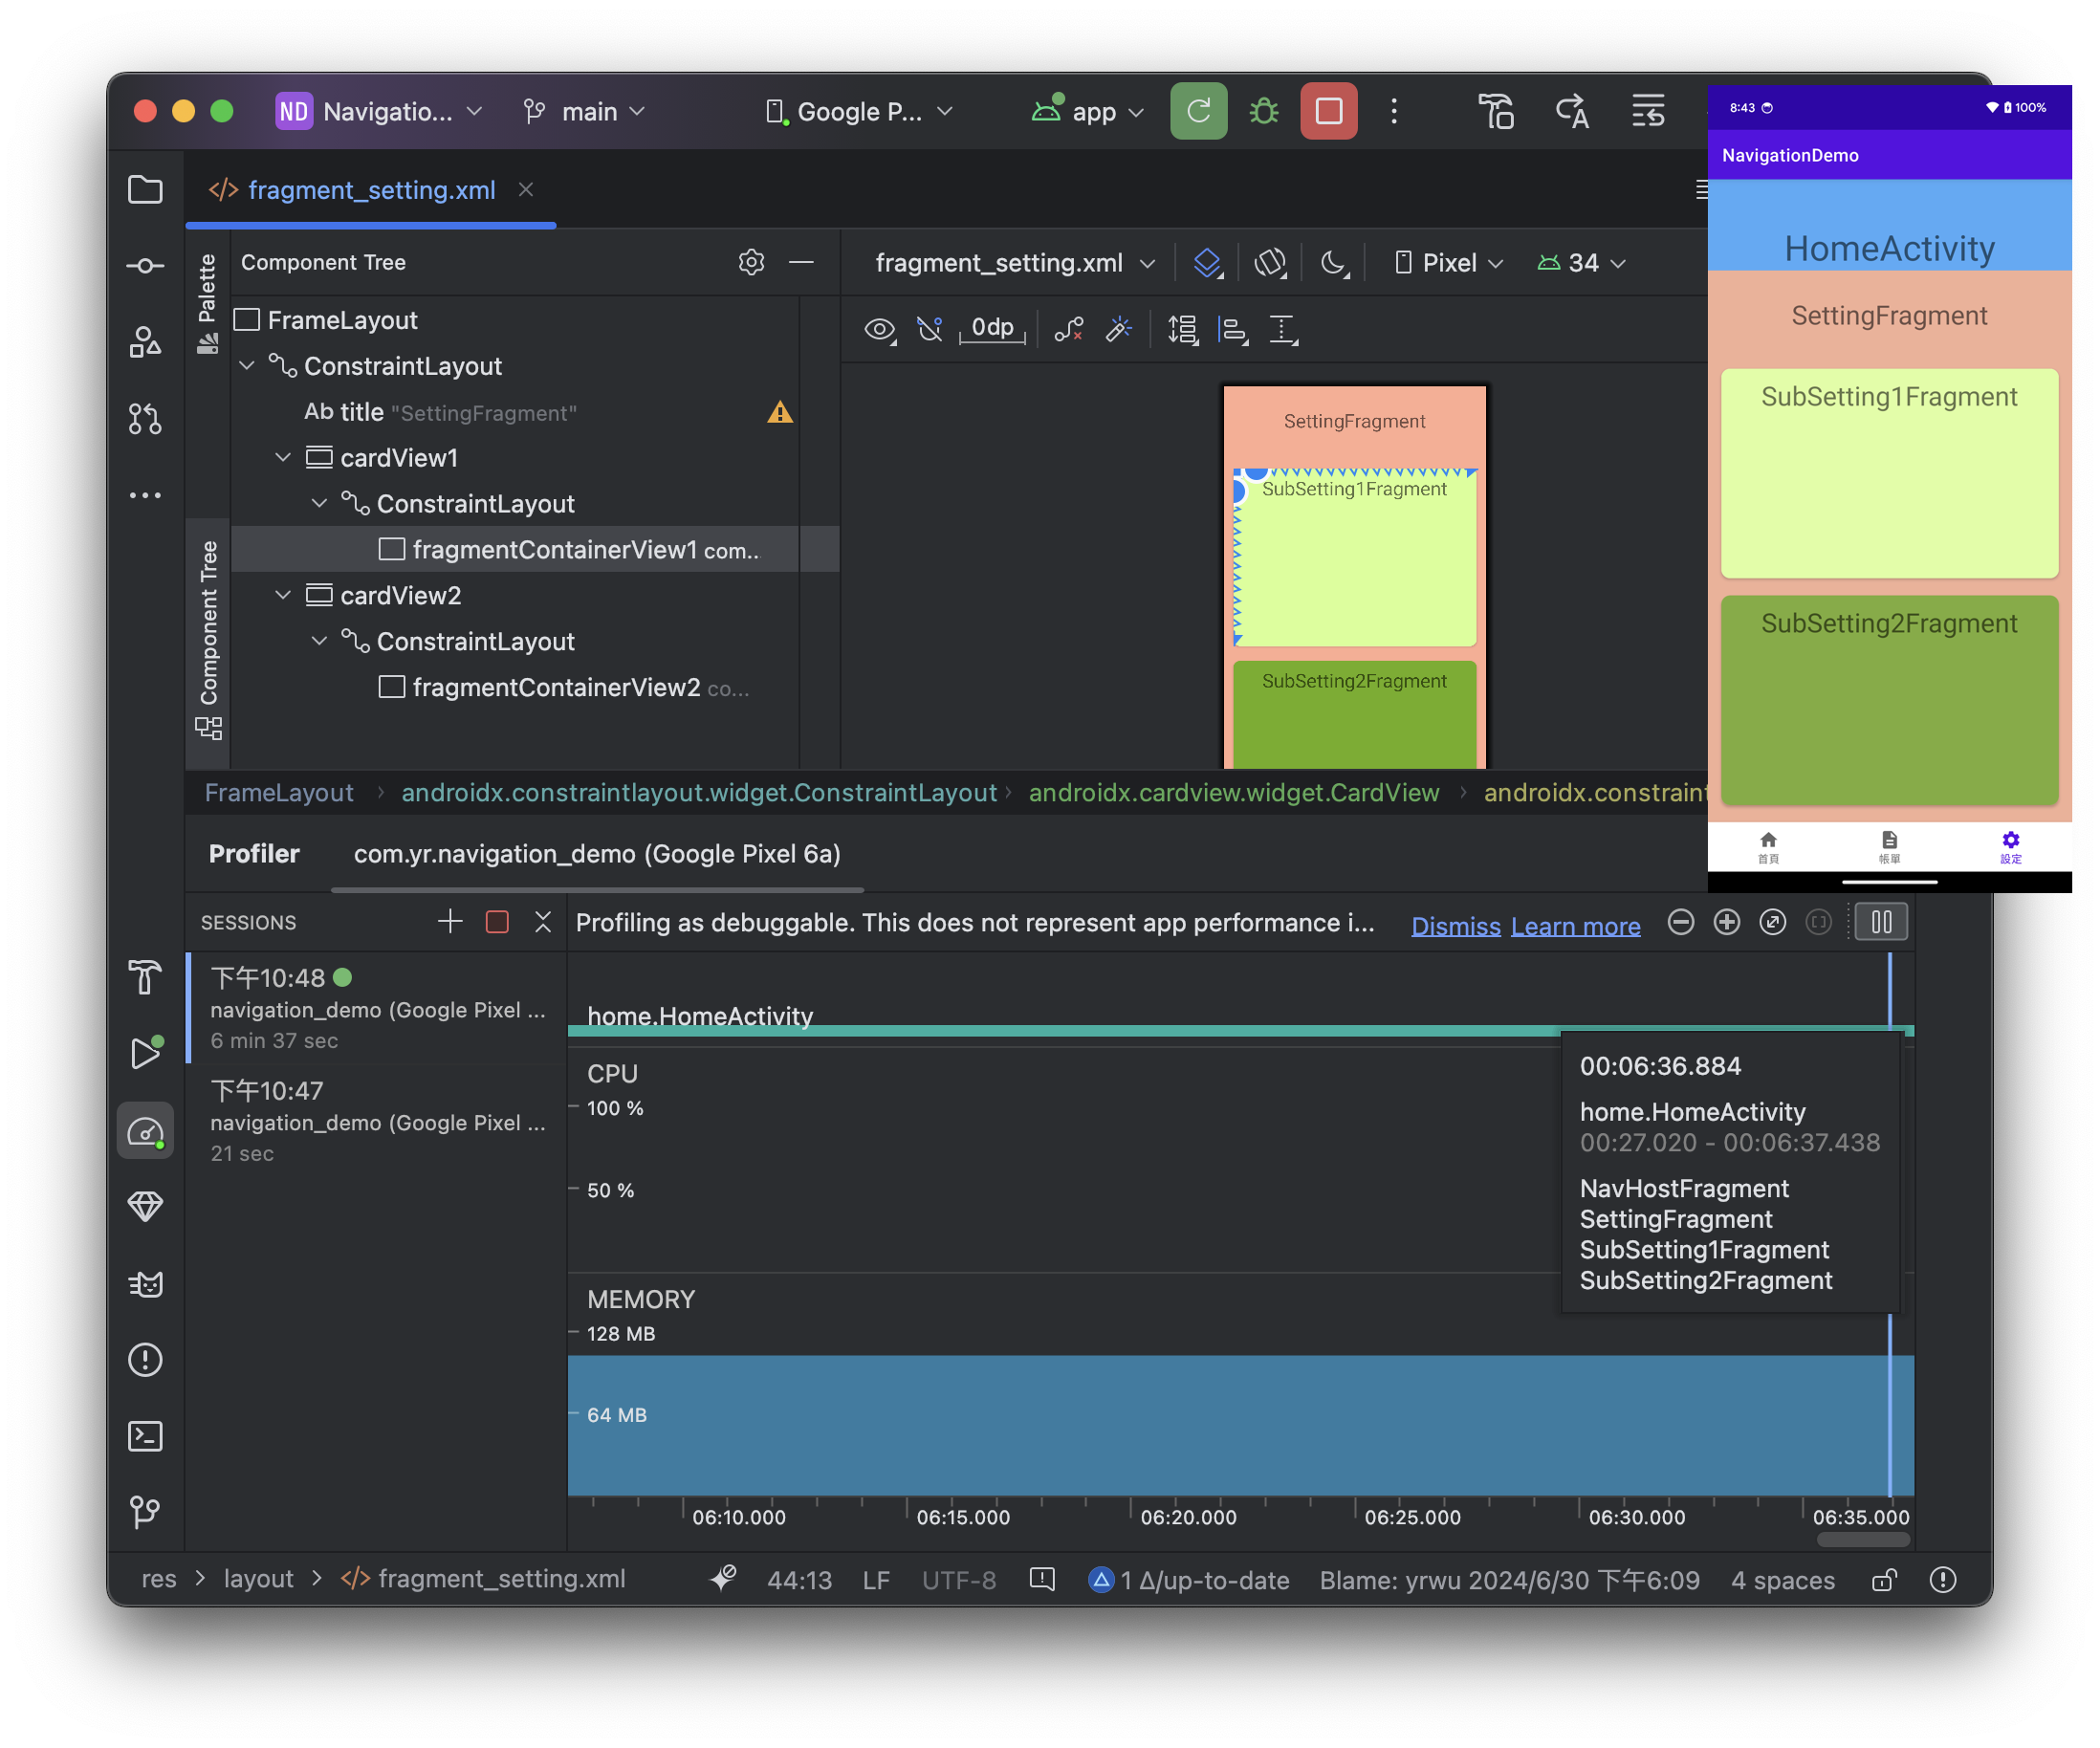 ND Navigatio... main Google P... app
fragment_setting.xml
Palette
Component Tree
Component Tree
FrameLayout
ConstraintLayout
Ab title "SettingFragment"
cardView1
ConstraintLayout
fragmentContainerView1 com...
cardView2
ConstraintLayout
fragmentContainerView2 co...
fragment_setting.xml Pixel 34
0dp
SettingFragment
SubSetting1Fragment
SubSetting2Fragment
8:43 100%
NavigationDemo
HomeActivity
SettingFragment
SubSetting1Fragment
SubSetting2Fragment
首頁 帳單 設定
FrameLayout androidx.constraintlayout.widget.ConstraintLayout androidx.cardview.widget.CardView androidx.constraint
Profiler com.yr.navigation_demo (Google Pixel 6a)
SESSIONS
Profiling as debuggable. This does not represent app performance i... Dismiss Learn more
下午10:48
navigation_demo (Google Pixel ...
6 min 37 sec
下午10:47
navigation_demo (Google Pixel ...
21 sec
home.HomeActivity
CPU
100 %
50 %
MEMORY
128 MB
64 MB
00:06:36.884
home.HomeActivity
00:27.020 - 00:06:37.438
NavHostFragment
SettingFragment
SubSetting1Fragment
SubSetting2Fragment
06:10.000 06:15.000 06:20.000 06:25.000 06:30.000 06:35.000
res layout fragment_setting.xml 44:13 LF UTF-8 1 Δ/up-to-date Blame: yrwu 2024/6/30 下午6:09 4 spaces